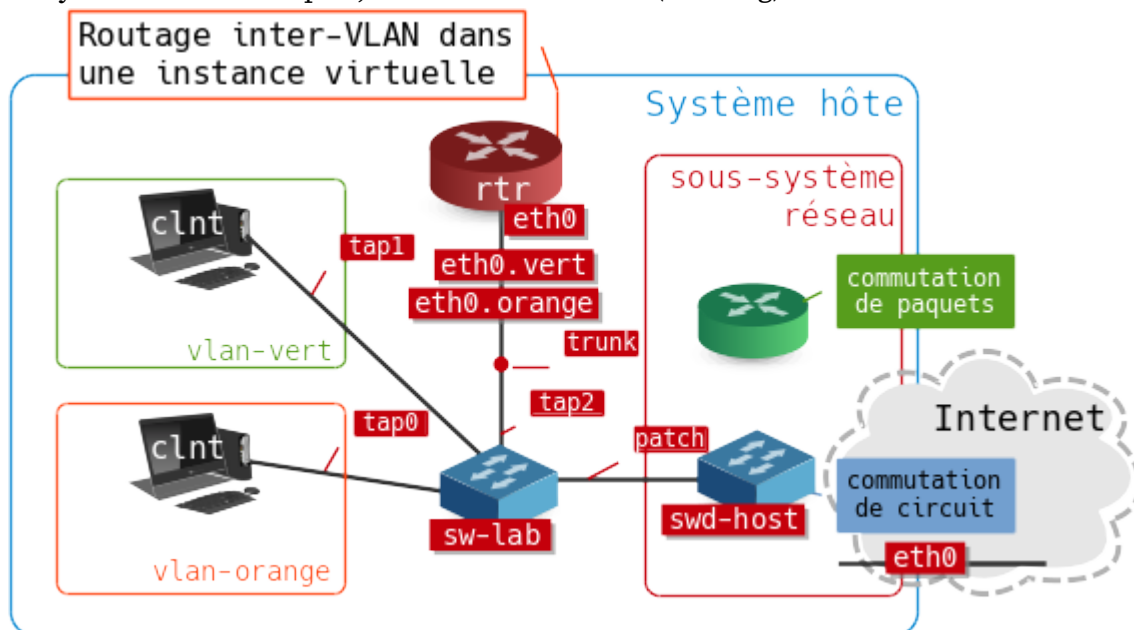 Routage inter-VLAN dans
une instance virtuelle
Système hôte
sous-système
réseau
rtr
eth0
eth0.vert
eth0.orange
trunk
tap2
clnt
tap1
vlan-vert
clnt
tap0
vlan-orange
sw-lab
patch
swd-host
commutation
de paquets
Internet
commutation
de circuit
eth0